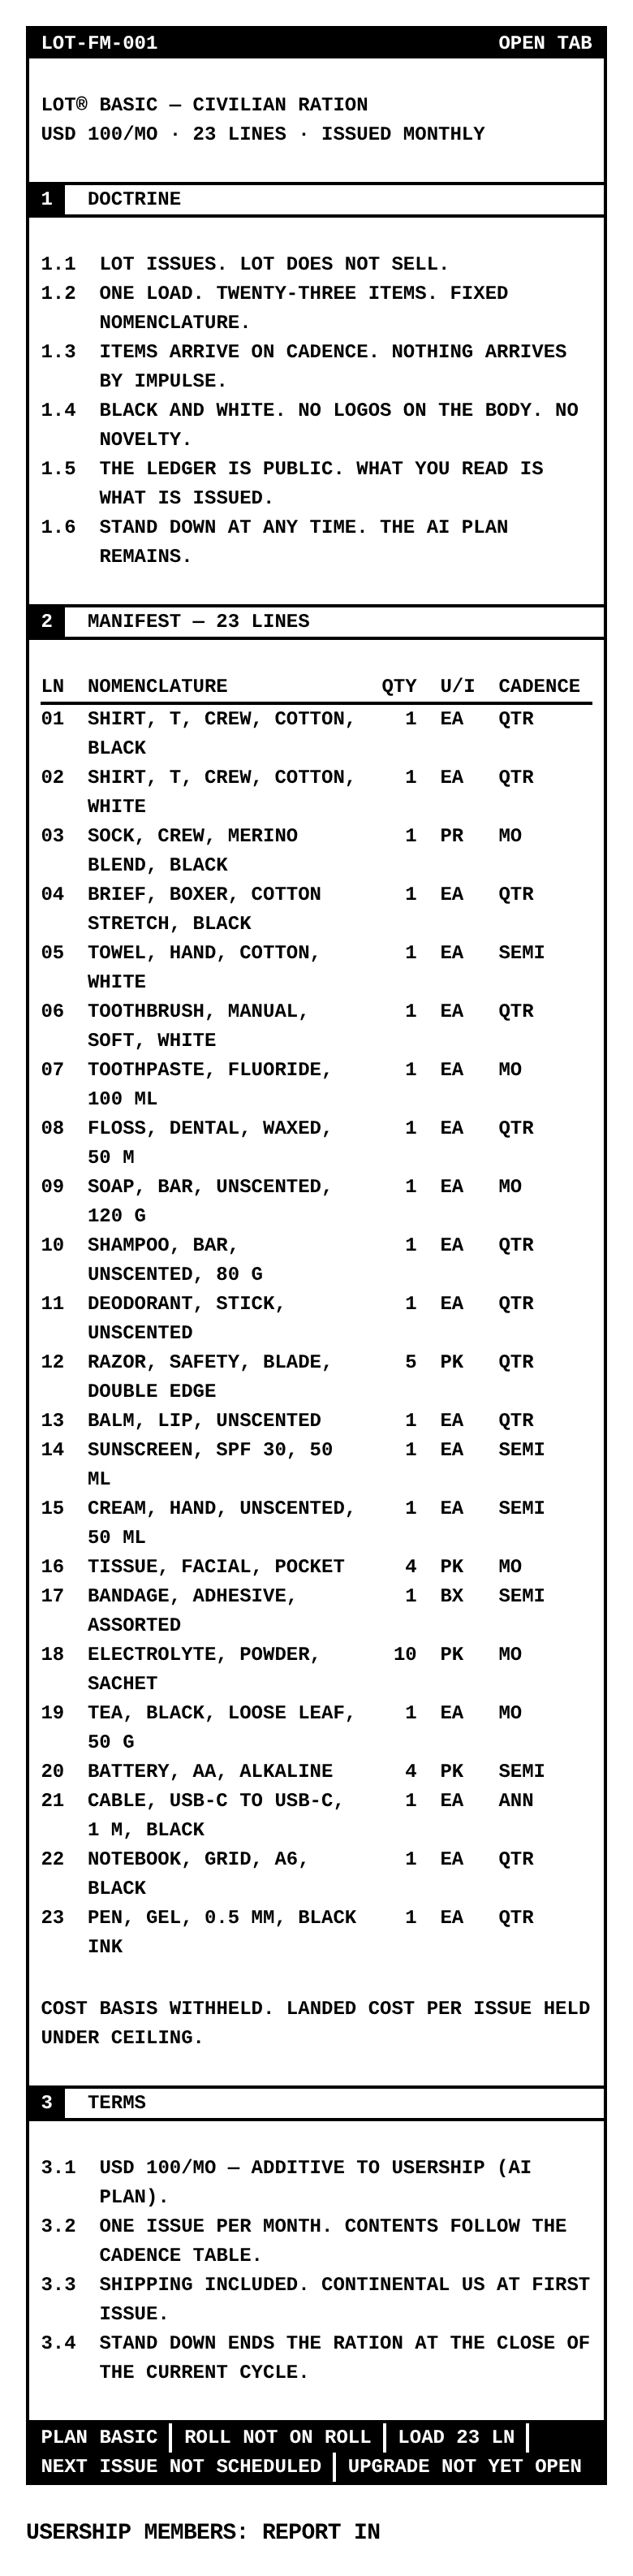 LOT-FM-001 OPEN TAB
LOT® BASIC — CIVILIAN RATION
USD 100/MO · 23 LINES · ISSUED MONTHLY
1 DOCTRINE
1.1 LOT ISSUES. LOT DOES NOT SELL.
1.2 ONE LOAD. TWENTY-THREE ITEMS. FIXED
NOMENCLATURE.
1.3 ITEMS ARRIVE ON CADENCE. NOTHING ARRIVES
BY IMPULSE.
1.4 BLACK AND WHITE. NO LOGOS ON THE BODY. NO
NOVELTY.
1.5 THE LEDGER IS PUBLIC. WHAT YOU READ IS
WHAT IS ISSUED.
1.6 STAND DOWN AT ANY TIME. THE AI PLAN
REMAINS.
2 MANIFEST — 23 LINES
LN NOMENCLATURE QTY U/I CADENCE
01 SHIRT, T, CREW, COTTON, 1 EA QTR
BLACK
02 SHIRT, T, CREW, COTTON, 1 EA QTR
WHITE
03 SOCK, CREW, MERINO 1 PR MO
BLEND, BLACK
04 BRIEF, BOXER, COTTON 1 EA QTR
STRETCH, BLACK
05 TOWEL, HAND, COTTON, 1 EA SEMI
WHITE
06 TOOTHBRUSH, MANUAL, 1 EA QTR
SOFT, WHITE
07 TOOTHPASTE, FLUORIDE, 1 EA MO
100 ML
08 FLOSS, DENTAL, WAXED, 1 EA QTR
50 M
09 SOAP, BAR, UNSCENTED, 1 EA MO
120 G
10 SHAMPOO, BAR, 1 EA QTR
UNSCENTED, 80 G
11 DEODORANT, STICK, 1 EA QTR
UNSCENTED
12 RAZOR, SAFETY, BLADE, 5 PK QTR
DOUBLE EDGE
13 BALM, LIP, UNSCENTED 1 EA QTR
14 SUNSCREEN, SPF 30, 50 1 EA SEMI
ML
15 CREAM, HAND, UNSCENTED, 1 EA SEMI
50 ML
16 TISSUE, FACIAL, POCKET 4 PK MO
17 BANDAGE, ADHESIVE, 1 BX SEMI
ASSORTED
18 ELECTROLYTE, POWDER, 10 PK MO
SACHET
19 TEA, BLACK, LOOSE LEAF, 1 EA MO
50 G
20 BATTERY, AA, ALKALINE 4 PK SEMI
21 CABLE, USB-C TO USB-C, 1 EA ANN
1 M, BLACK
22 NOTEBOOK, GRID, A6, 1 EA QTR
BLACK
23 PEN, GEL, 0.5 MM, BLACK 1 EA QTR
INK
COST BASIS WITHHELD. LANDED COST PER ISSUE HELD
UNDER CEILING.
3 TERMS
3.1 USD 100/MO — ADDITIVE TO USERSHIP (AI
PLAN).
3.2 ONE ISSUE PER MONTH. CONTENTS FOLLOW THE
CADENCE TABLE.
3.3 SHIPPING INCLUDED. CONTINENTAL US AT FIRST
ISSUE.
3.4 STAND DOWN ENDS THE RATION AT THE CLOSE OF
THE CURRENT CYCLE.
PLAN BASIC ROLL NOT ON ROLL LOAD 23 LN
NEXT ISSUE NOT SCHEDULED UPGRADE NOT YET OPEN
USERSHIP MEMBERS: REPORT IN